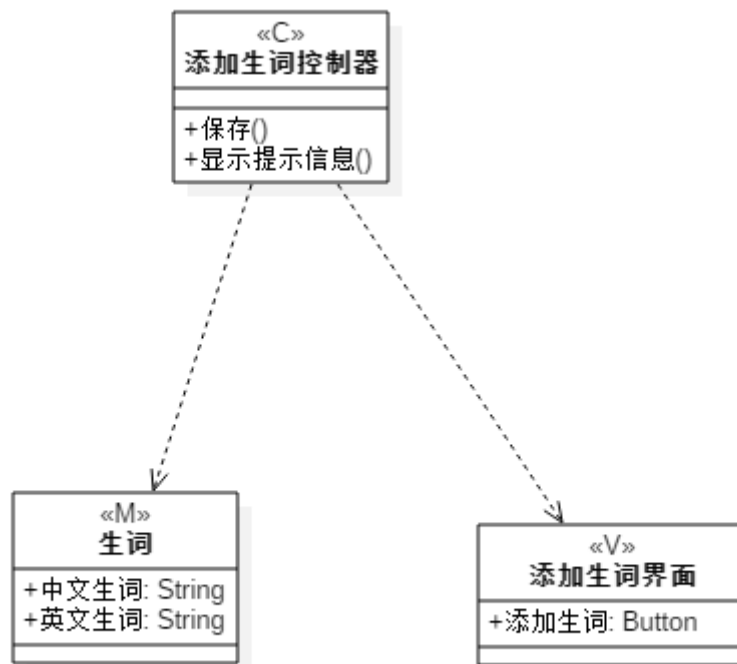 «C»
添加生词控制器
+保存()
+显示提示信息()
«M»
生词
+中文生词: String
+英文生词: String
«V»
添加生词界面
+添加生词: Button